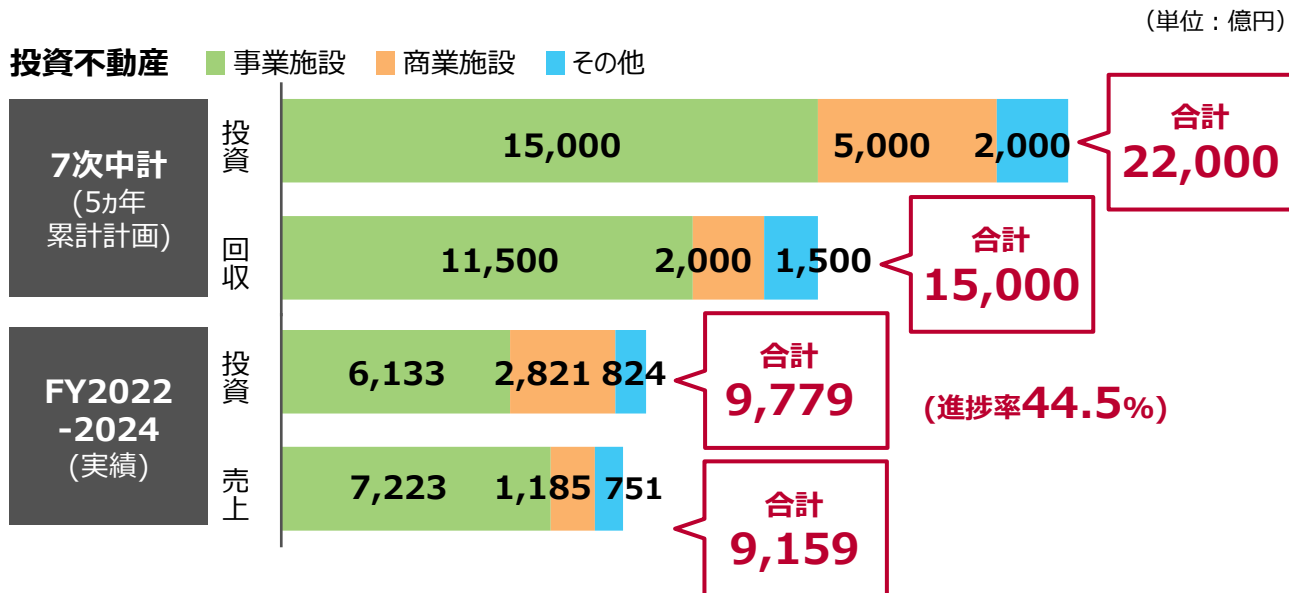 （単位：億円）
投資不動産 事業施設 商業施設 その他
7次中計
(5ヵ年
累計計画)
投資
15,000 5,000 2,000
合計
22,000
回収
11,500 2,000 1,500
合計
15,000
FY2022
-2024
(実績)
投資
6,133 2,821 824
合計
9,779
(進捗率44.5%)
売上
7,223 1,185 751
合計
9,159